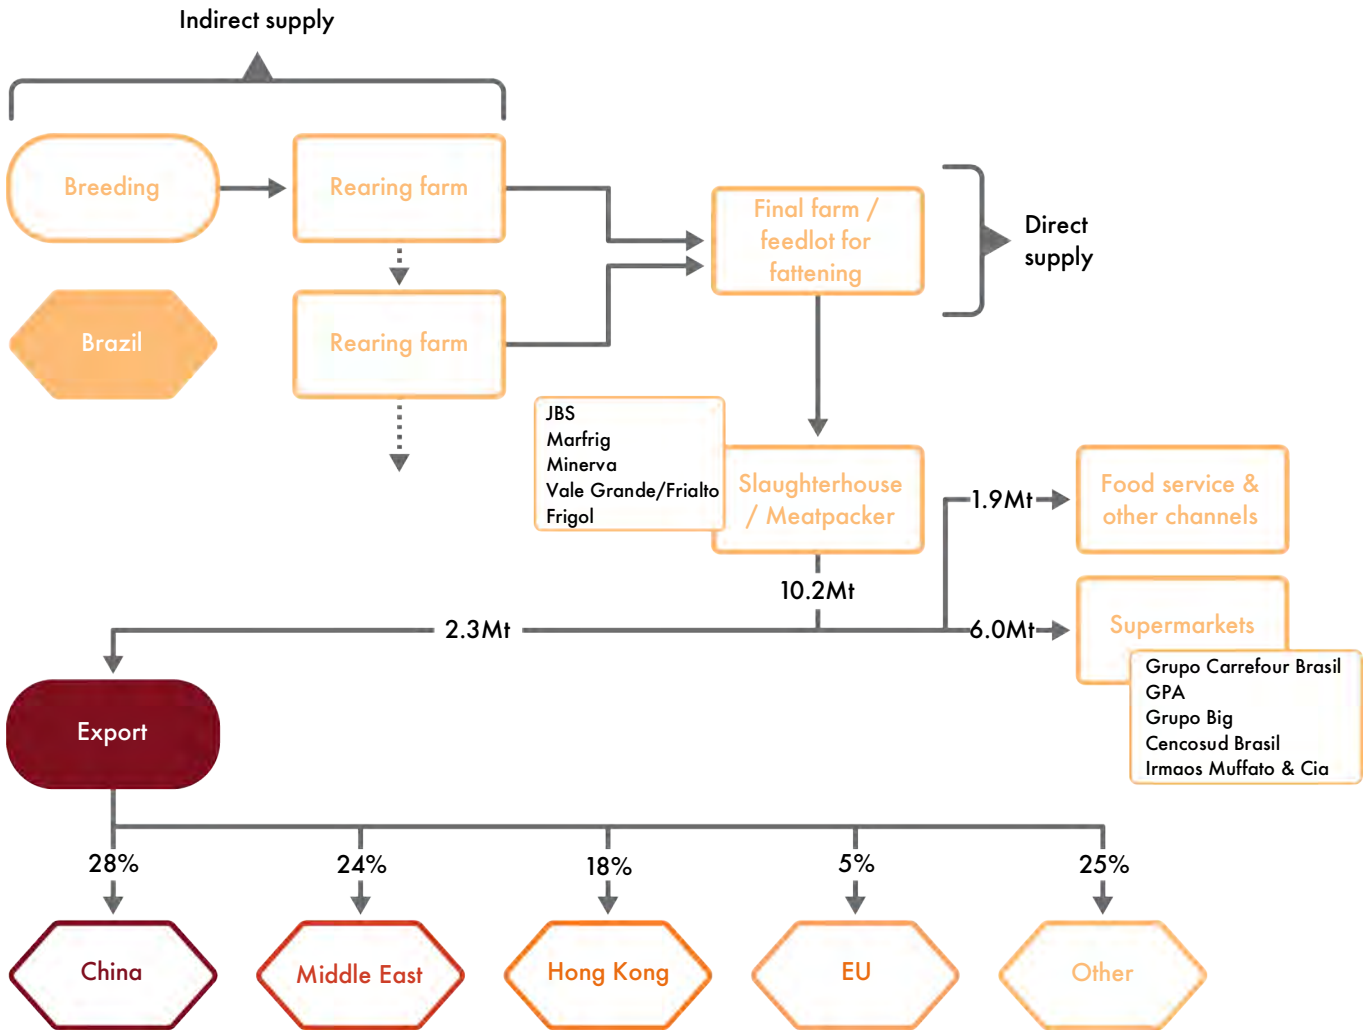 Indirect supply
Breeding
Rearing farm
Final farm /
feedlot for
fattening
Direct
supply
Brazil
Rearing farm
JBS
Marfrig
Minerva
Vale Grande/Frialto
Frigol
Slaughterhouse
/ Meatpacker
1.9Mt
Food service &
other channels
10.2Mt
2.3Mt
6.0Mt
Supermarkets
Grupo Carrefour Brasil
GPA
Grupo Big
Cencosud Brasil
Irmaos Muffato & Cia
Export
28%
24%
18%
5%
25%
China
Middle East
Hong Kong
EU
Other